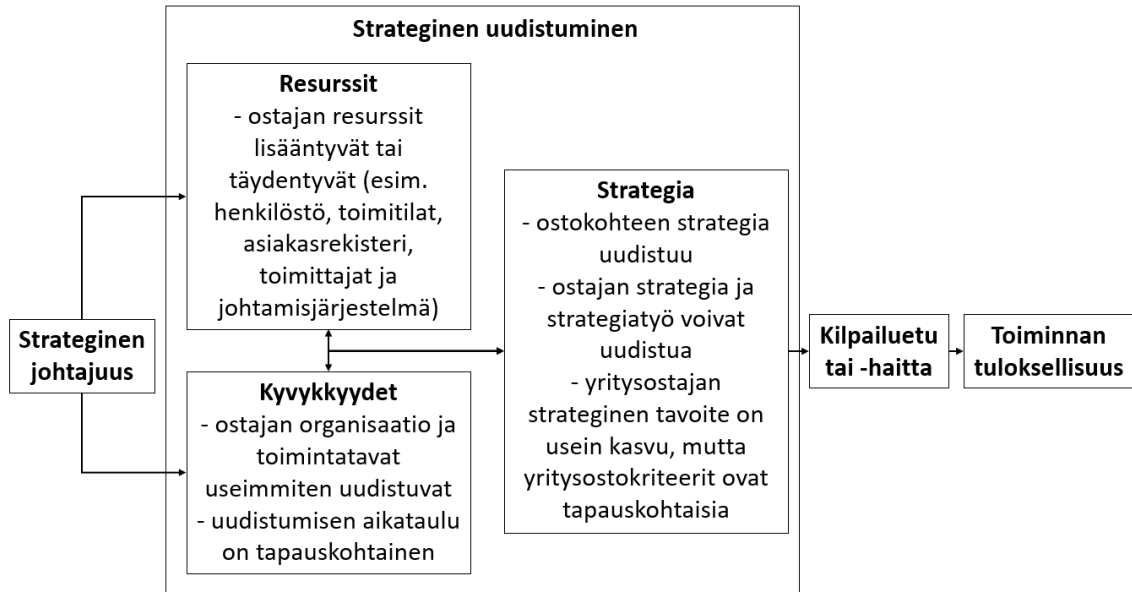 Strateginen uudistuminen
Strateginen
johtajuus
Resurssit
- ostajan resurssit
lisääntyvät tai
täydentyvät (esim.
henkilöstö, toimitilat,
asiakasrekisteri,
toimittajat ja
johtamisjärjestelmä)
Kyvykkyydet
- ostajan organisaatio ja
toimintatavat
useimmiten uudistuvat
- uudistumisen aikataulu
on tapauskohtainen
Strategia
- ostokohteen strategia
uudistuu
- ostajan strategia ja
strategiatyö voivat
uudistua
- yritysostajan
strateginen tavoite on
usein kasvu, mutta
yritysostokriteerit ovat
tapauskohtaisia
Kilpailuetu
tai -haitta
Toiminnan
tuloksellisuus